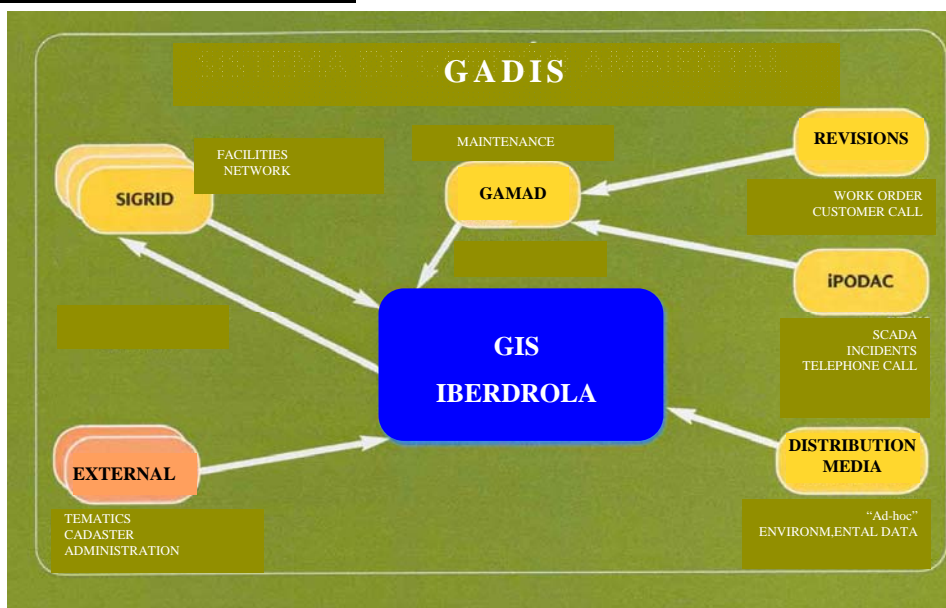 GADIS
FACILITIES
NETWORK
MAINTENANCE
REVISIONS
SIGRID
GAMAD
WORK ORDER
CUSTOMER CALL
iPODAC
GIS
IBERDROLA
SCADA
INCIDENTS
TELEPHONE CALL
EXTERNAL
DISTRIBUTION
MEDIA
TEMATICS
CADASTER
ADMINISTRATION
“Ad-hoc”
ENVIRONM,ENTAL DATA